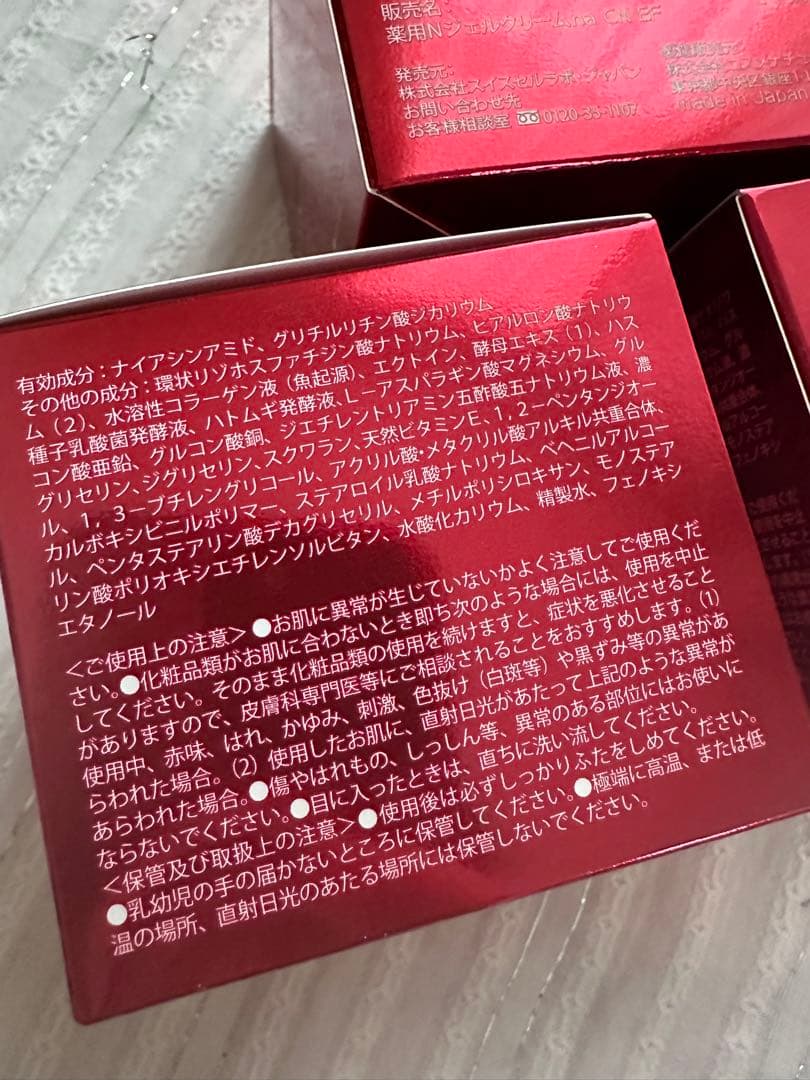 販売名:
薬用Nジェルクリーム
発売元:
株式会社スイスセルラボ・ジャパン
お問い合わせ先
お客様相談室 0120-33-1107
東京都中央区銀座
made in Japan
有効成分：ナイアシンアミド、グリチルリチン酸ジカリウム
その他の成分：環状リゾホスファチジン酸ナトリウム、ヒアルロン酸ナトリウ
ム（2）、水溶性コラーゲン液（魚起源）、エクトイン、酵母エキス（1）、ハス
種子乳酸菌発酵液、ハトムギ発酵液、L－アスパラギン酸マグネシウム、グル
コン酸亜鉛、グルコン酸銅、ジエチレントリアミン五酢酸五ナトリウム液、濃
グリセリン、ジグリセリン、スクワラン、天然ビタミンE、1，2－ペンタンジオー
ル、1，3－ブチレングリコール、アクリル酸・メタクリル酸アルキル共重合体、
カルボキシビニルポリマー、ステアロイル乳酸ナトリウム、ベヘニルアルコー
ル、ペンタステアリン酸デカグリセリル、メチルポリシロキサン、モノステア
リン酸ポリオキシエチレンソルビタン、水酸化カリウム、精製水、フェノキシ
エタノール
＜ご使用上の注意＞●お肌に異常が生じていないかよく注意してご使用くだ
さい。●化粧品類がお肌に合わないとき即ち次のような場合には、使用を中止
してください。そのまま化粧品類の使用を続けますと、症状を悪化させること
がありますので、皮膚科専門医等にご相談されることをおすすめします。(1)
使用中、赤味、はれ、かゆみ、刺激、色抜け（白斑等）や黒ずみ等の異常があ
らわれた場合。(2) 使用したお肌に、直射日光があたって上記のような異常が
あらわれた場合。●傷やはれもの、しっしん等、異常のある部位にはお使いに
ならないでください。●目に入ったときは、直ちに洗い流してください。
＜保管及び取扱上の注意＞●使用後は必ずしっかりふたをしめてください。
●乳幼児の手の届かないところに保管してください。●極端に高温、または低
温の場所、直射日光のあたる場所には保管しないでください。